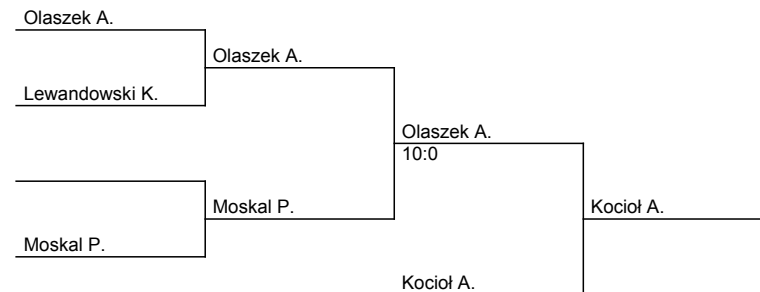 Olaszek A.
Olaszek A.
Lewandowski K.
Olaszek A.
10:0
Moskal P.
Kocioł A.
Moskal P.
Kocioł A.